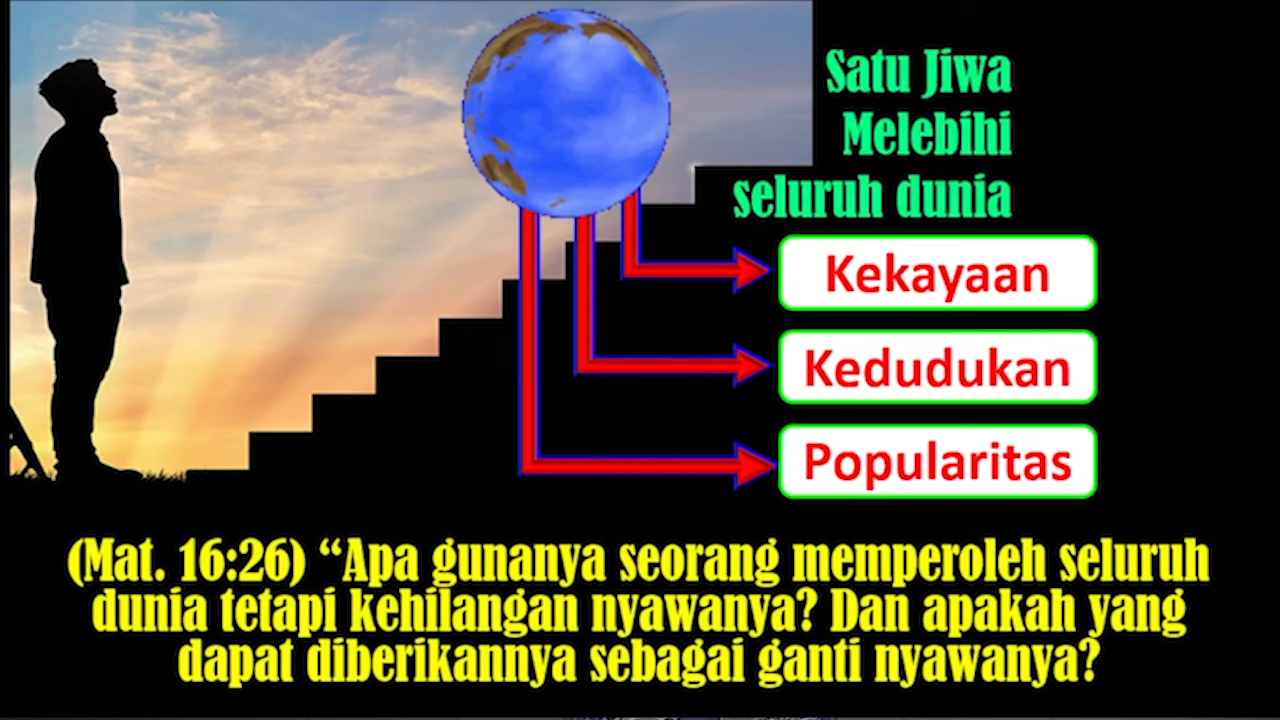 Satu Jiwa
Melebihi
seluruh dunia
Kekayaan
Kedudukan
Popularitas
(Mat. 16:26) “Apa gunanya seorang memperoleh seluruh
dunia tetapi kehilangan nyawanya? Dan apakah yang
dapat diberikannya sebagai ganti nyawanya?